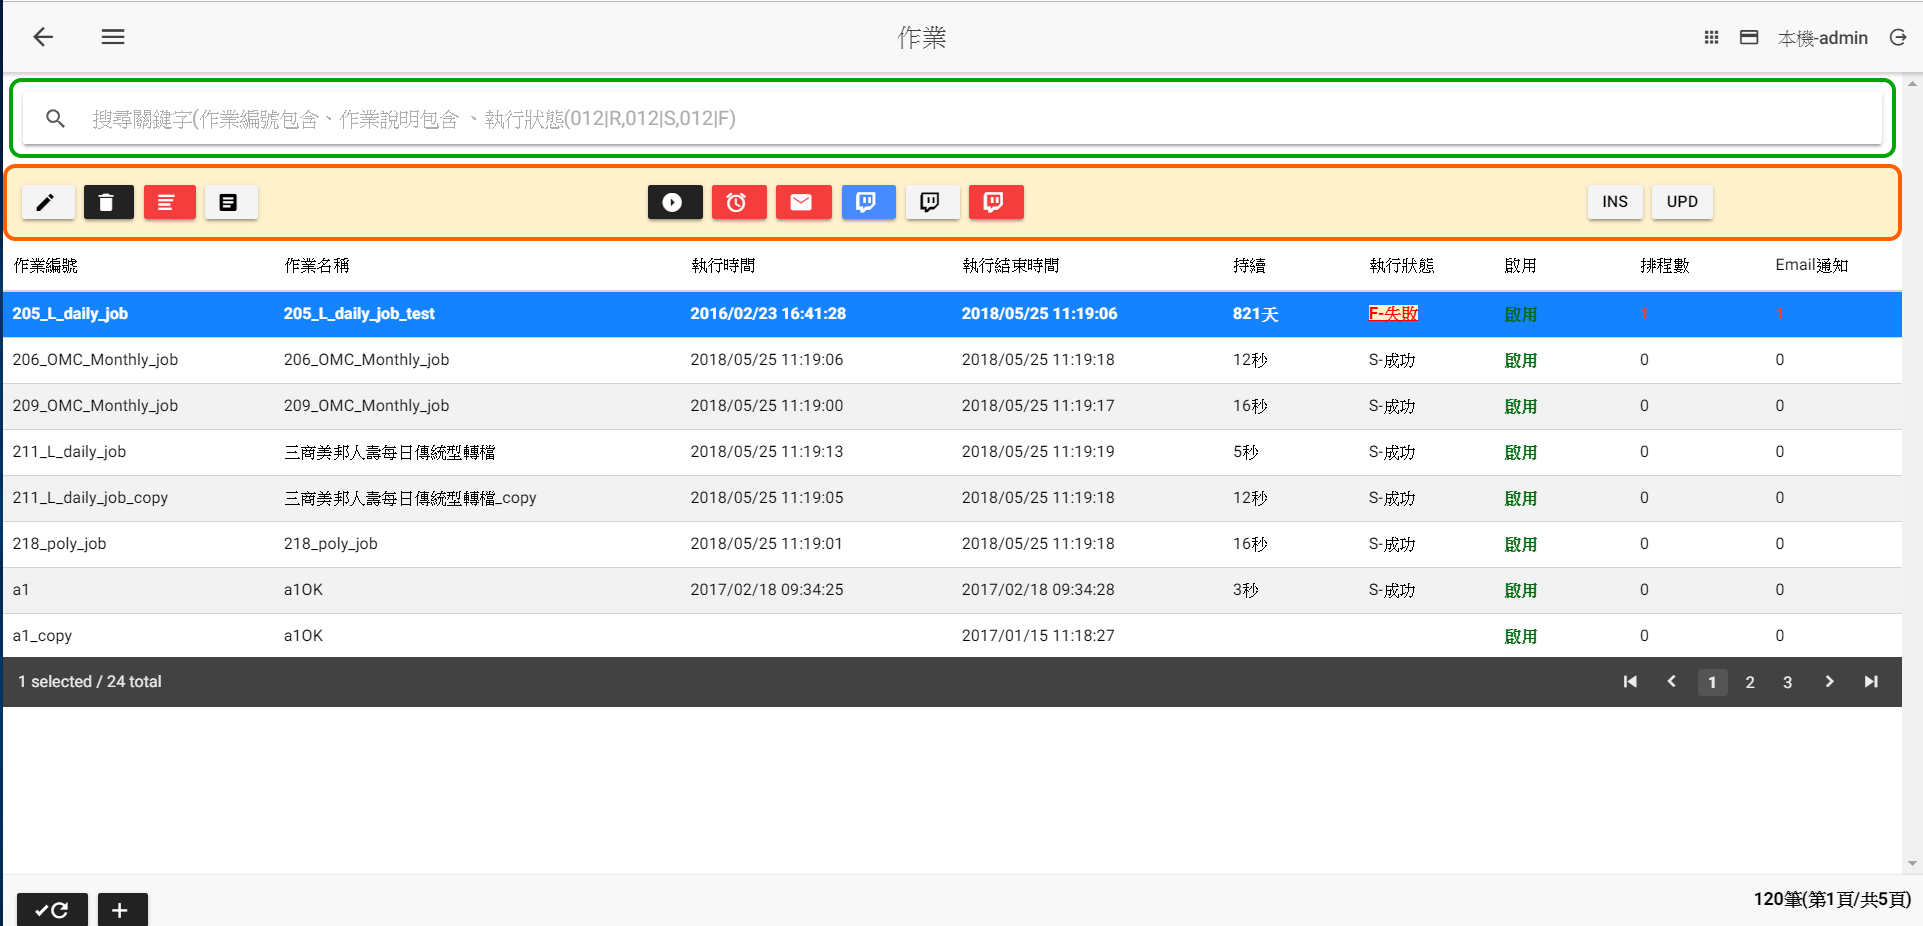 作業
本機-admin
搜尋關鍵字(作業編號包含、作業說明包含 、執行狀態(012|R,012|S,012|F)
INS UPD
作業編號 作業名稱 執行時間 執行結束時間 持續 執行狀態 啟用 排程數 Email通知
205_L_daily_job 205_L_daily_job_test 2016/02/23 16:41:28 2018/05/25 11:19:06 821天 F-失敗 啟用 1 1
206_OMC_Monthly_job 206_OMC_Monthly_job 2018/05/25 11:19:06 2018/05/25 11:19:18 12秒 S-成功 啟用 0 0
209_OMC_Monthly_job 209_OMC_Monthly_job 2018/05/25 11:19:00 2018/05/25 11:19:17 16秒 S-成功 啟用 0 0
211_L_daily_job 三商美邦人壽每日傳統型轉檔 2018/05/25 11:19:13 2018/05/25 11:19:19 5秒 S-成功 啟用 0 0
211_L_daily_job_copy 三商美邦人壽每日傳統型轉檔_copy 2018/05/25 11:19:05 2018/05/25 11:19:18 12秒 S-成功 啟用 0 0
218_poly_job 218_poly_job 2018/05/25 11:19:01 2018/05/25 11:19:18 16秒 S-成功 啟用 0 0
a1 a1OK 2017/02/18 09:34:25 2017/02/18 09:34:28 3秒 S-成功 啟用 0 0
a1_copy a1OK 2017/01/15 11:18:27 啟用 0 0
1 selected / 24 total 1 2 3
120筆(第1頁/共5頁)